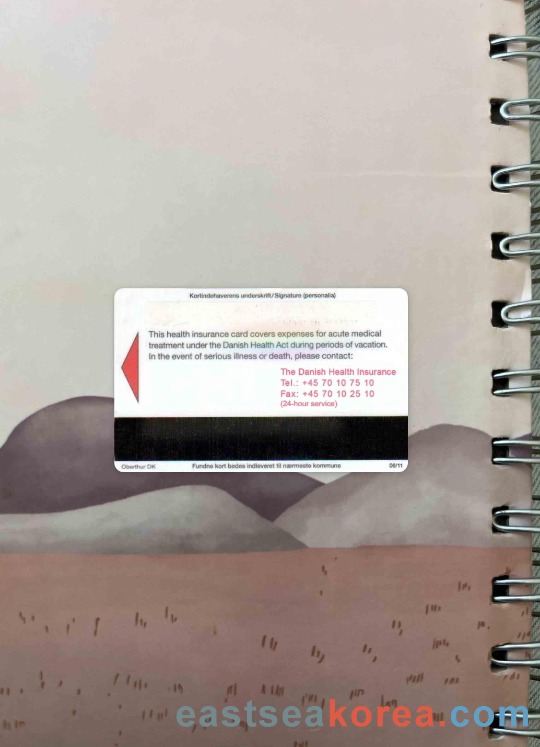 Kortindehaverens underskrift/Signature (personalia)
This health insurance card covers expenses for acute medical
treatment under the Danish Health Act during periods of vacation.
In the event of serious illness or death, please contact:
The Danish Health Insurance
Tel.: +45 70 10 75 10
Fax: +45 70 10 25 10
(24-hour service)
Oberthur DK
Fundne kort bedes indleveret til nærmeste kommune
06/11
eastseakorea.com